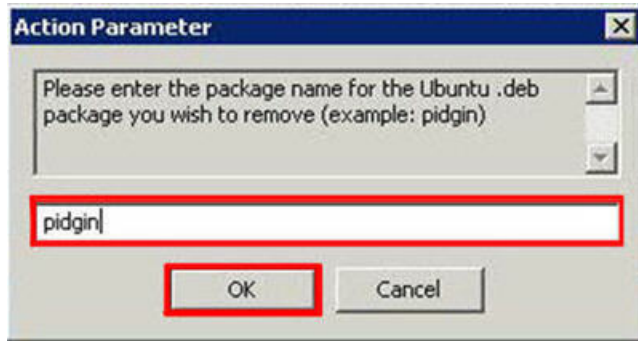 Action Parameter
Please enter the package name for the Ubuntu .deb
package you wish to remove (example: pidgin)
pidgin
OK
Cancel